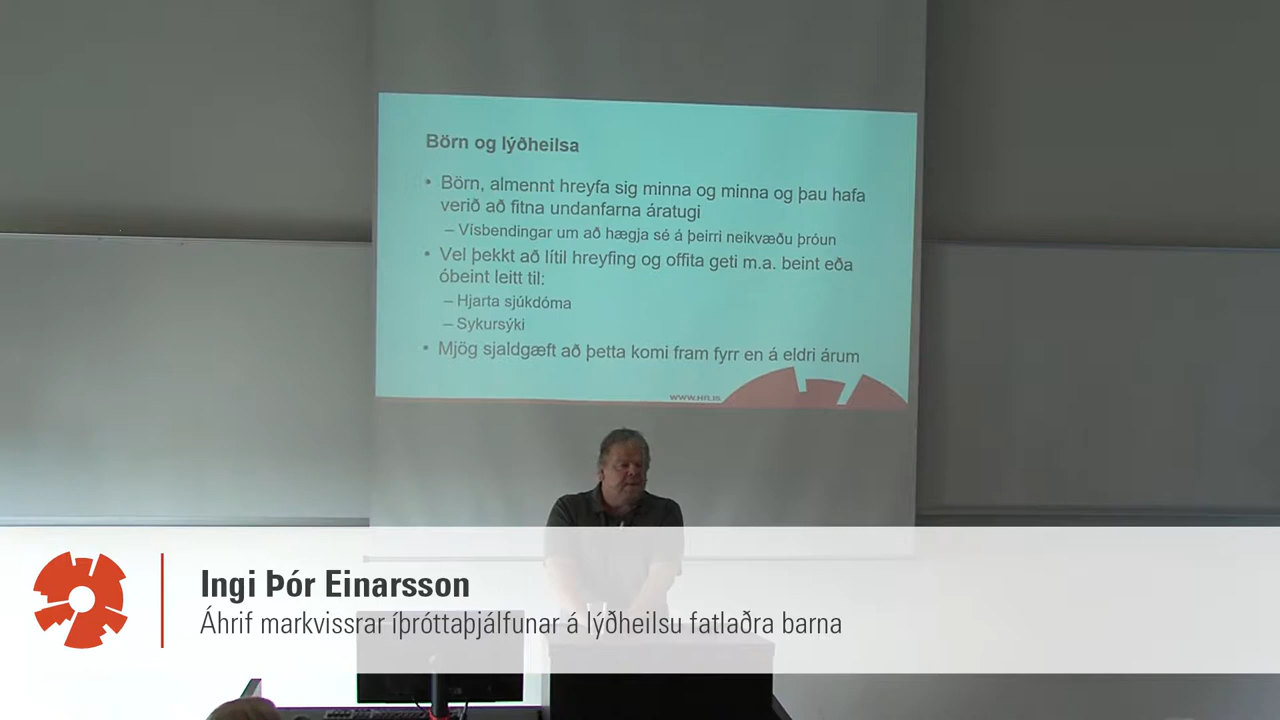 Börn og lýðheilsa
• Börn, almennt hreyfa sig minna og minna og þau hafa
verið að fitna undanfarna áratugi
– Vísbendingar um að hægja sé á þeirri neikvæðu þróun
• Vel þekkt að lítil hreyfing og offita geti m.a. beint eða
óbeint leitt til:
– Hjarta sjúkdóma
– Sykursýki
• Mjög sjaldgæft að þetta komi fram fyrr en á eldri árum
WWW.HR.IS
Ingi Þór Einarsson
Áhrif markvissrar íþróttaþjálfunar á lýðheilsu fatlaðra barna